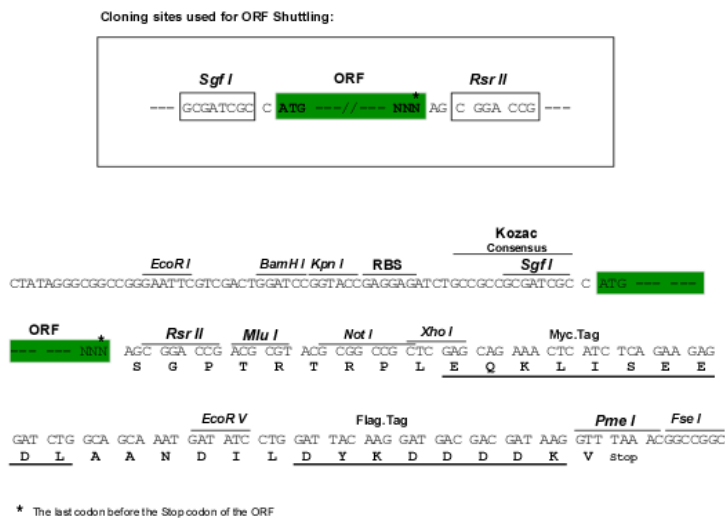 Cloning sites used for ORF Shuttling:
Sgf I ORF Rsr II
--- GCGATCGC C ATG ---//--- NNN* AG C GGA CCG ---
Kozac
Consensus
EcoR I BamH I Kpn I RBS Sgf I
CTATAGGGCGGCCGGGAATTCGTCGACTGGATCCGGTACCGAGGAGATCTGCCGCCGCGATCGC C ATG --- ---
ORF Rsr II Mlu I Not I Xho I Myc.Tag
--- --- NNN* AGC GGA CCG ACG CGT ACG CGG CCG CTC GAG CAG AAA CTC ATC TCA GAA GAG
S G P T R T R P L E Q K L I S E E
EcoR V Flag.Tag Pme I Fse I
GAT CTG GCA GCA AAT GAT ATC CTG GAT TAC AAG GAT GAC GAC GAT AAG GTT TAA ACGGCCGGC
D L A A N D I L D Y K D D D D K V Stop
* The last codon before the Stop codon of the ORF